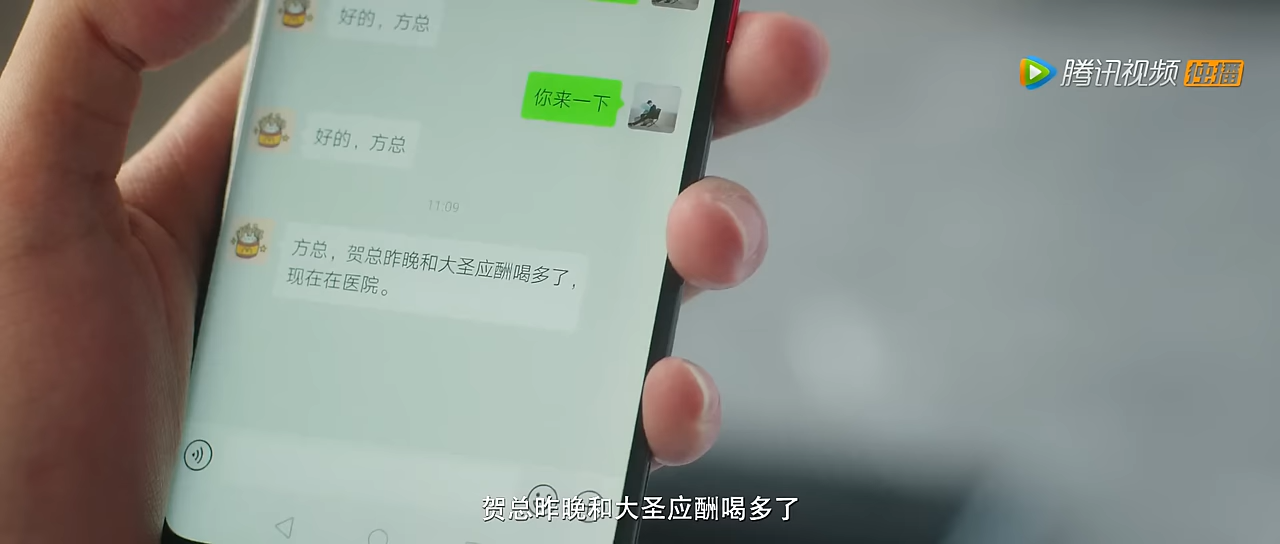 好的，方总
腾讯视频 独播
你来一下
好的，方总
11:09
方总，贺总昨晚和大圣应酬喝多了，
现在在医院。
贺总昨晚和大圣应酬喝多了